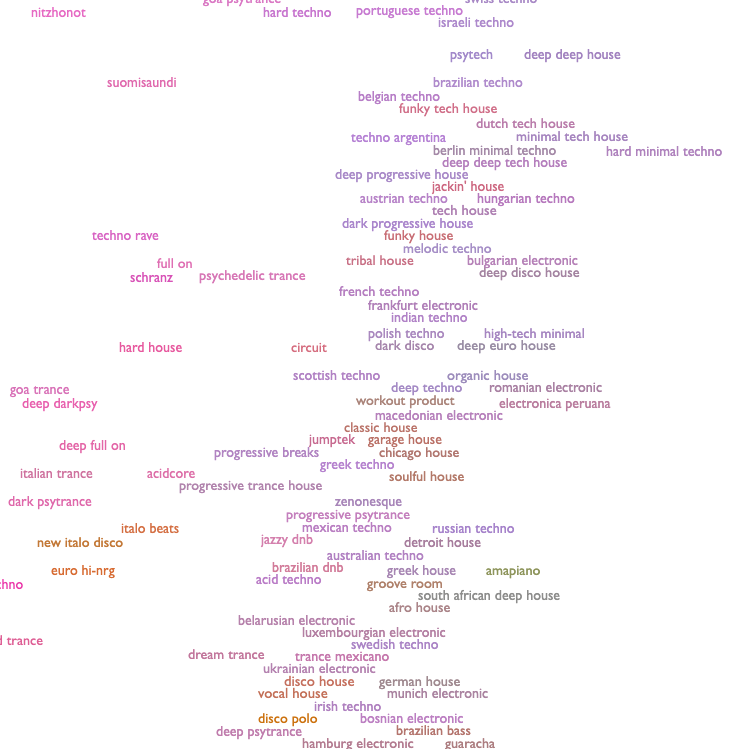 goa psytrance
swiss techno
nitzhonot
hard techno
portuguese techno
israeli techno
psytech
deep deep house
suomisaundi
brazilian techno
belgian techno
funky tech house
dutch tech house
techno argentina
minimal tech house
berlin minimal techno
hard minimal techno
deep deep tech house
deep progressive house
jackin' house
austrian techno
hungarian techno
tech house
dark progressive house
techno rave
funky house
melodic techno
tribal house
bulgarian electronic
full on
deep disco house
schranz
psychedelic trance
french techno
frankfurt electronic
indian techno
polish techno
high-tech minimal
hard house
circuit
dark disco
deep euro house
scottish techno
organic house
goa trance
deep techno
romanian electronic
deep darkpsy
workout product
electronica peruana
macedonian electronic
classic house
jumptek
garage house
deep full on
progressive breaks
chicago house
greek techno
italian trance
acidcore
soulful house
progressive trance house
dark psytrance
zenonesque
progressive psytrance
italo beats
mexican techno
russian techno
new italo disco
jazzy dnb
detroit house
australian techno
euro hi-nrg
brazilian dnb
greek house
amapiano
chno
acid techno
groove room
south african deep house
afro house
belarusian electronic
luxembourgian electronic
d trance
swedish techno
dream trance
trance mexicano
ukrainian electronic
disco house
german house
vocal house
munich electronic
irish techno
disco polo
bosnian electronic
deep psytrance
brazilian bass
hamburg electronic
guaracha